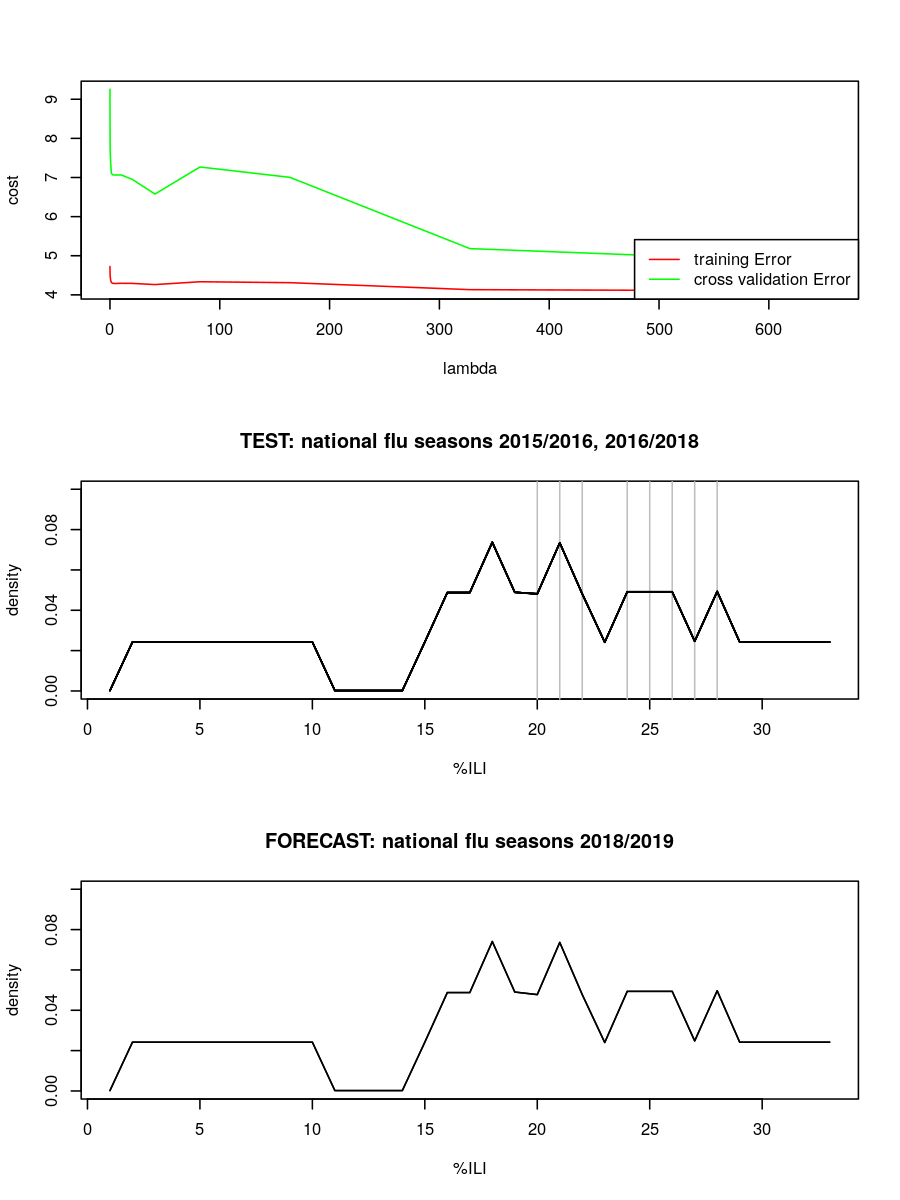 9
8
7
6
5
4
cost
training Error
cross validation Error
0 100 200 300 400 500 600
lambda
TEST: national flu seasons 2015/2016, 2016/2018
0.08
0.04
0.00
density
0 5 10 15 20 25 30
%ILI
FORECAST: national flu seasons 2018/2019
0.08
0.04
0.00
density
0 5 10 15 20 25 30
%ILI